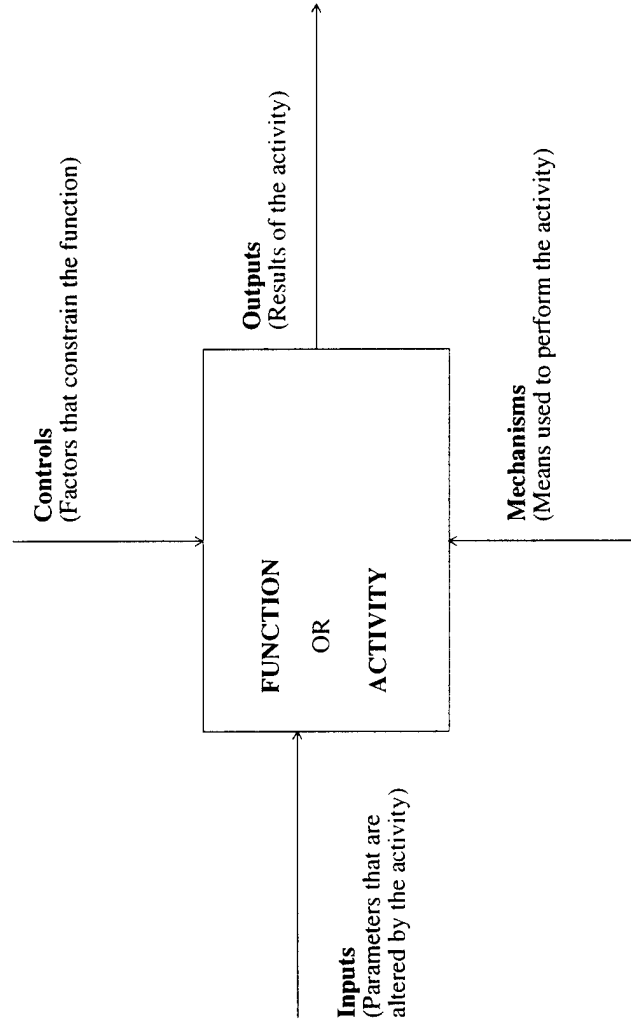 Controls
(Factors that constrain the function)
Inputs
(Parameters that are
altered by the activity)
FUNCTION
OR
ACTIVITY
Outputs
(Results of the activity)
Mechanisms
(Means used to perform the activity)